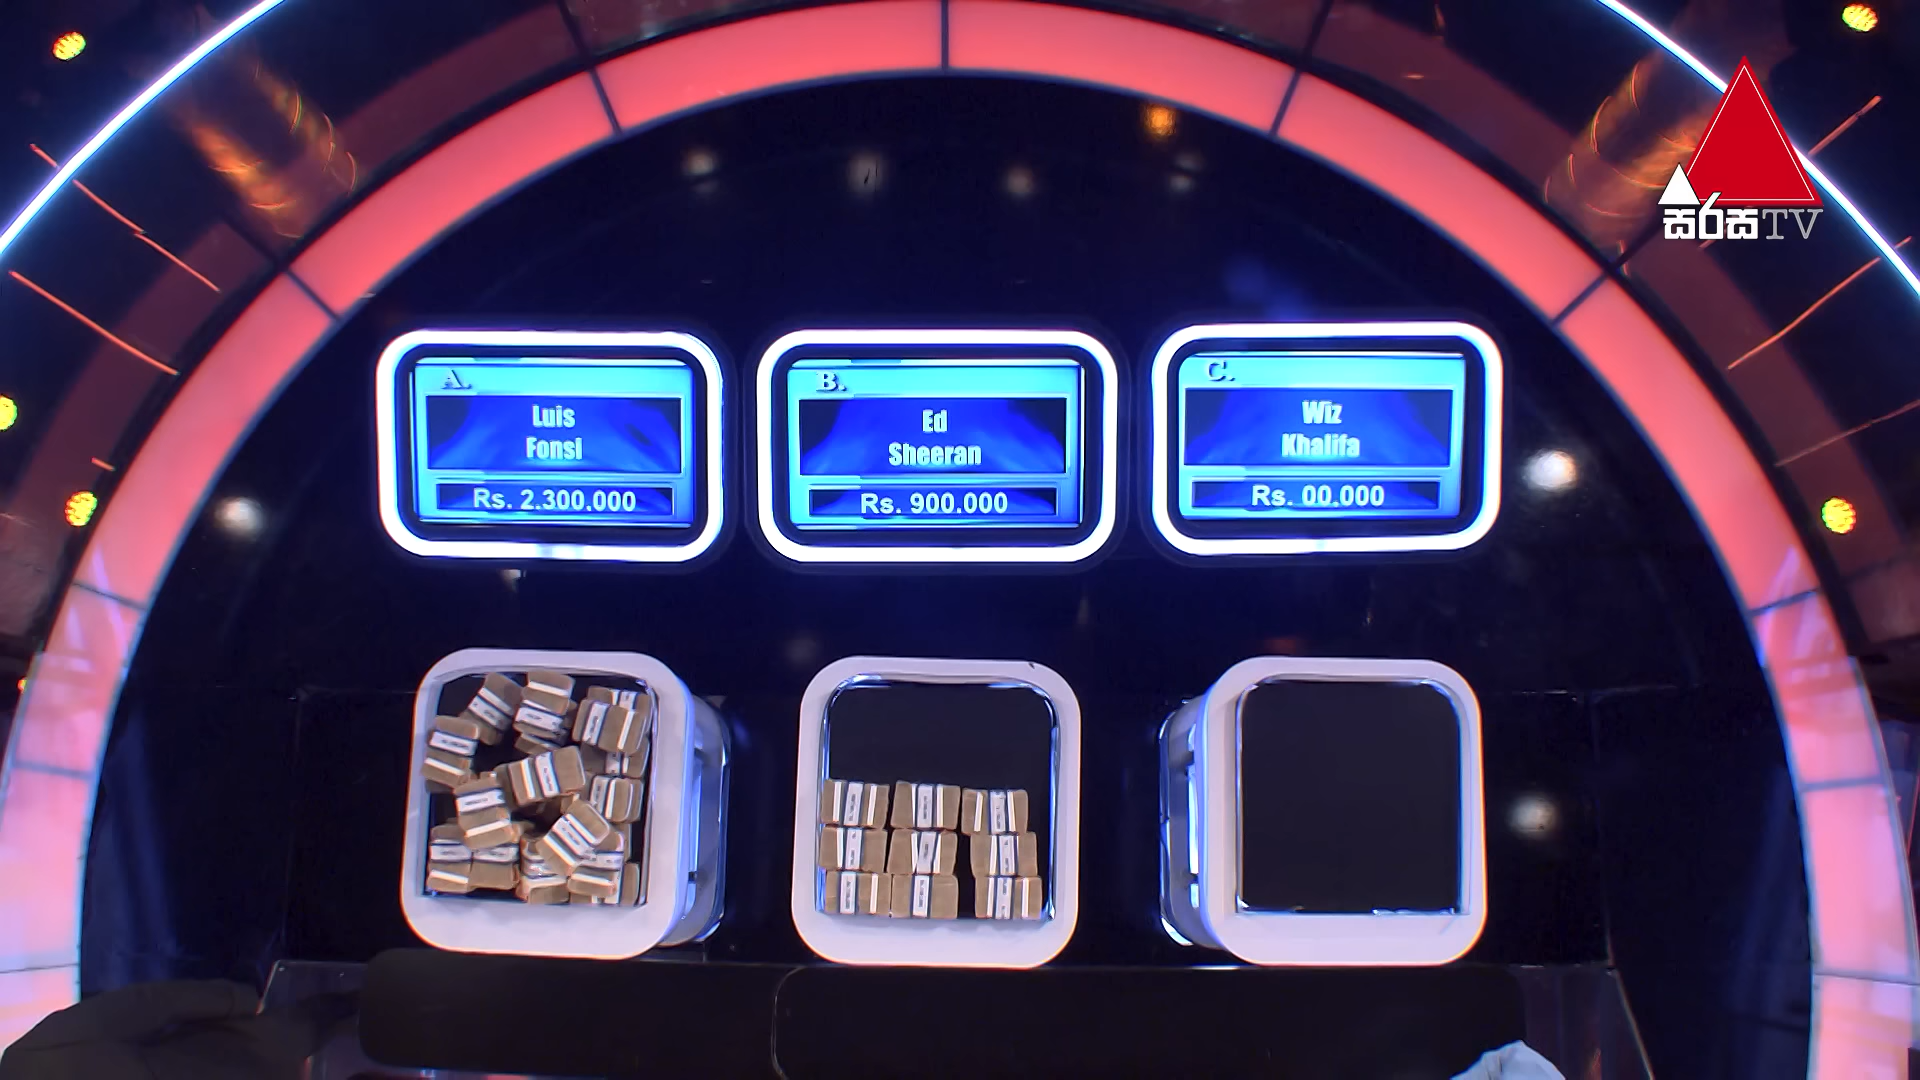 සිරස TV
A.
Luis
Fonsi
Rs. 2.300.000
B.
Ed
Sheeran
Rs. 900.000
C.
Wiz
Khalifa
Rs. 00.000